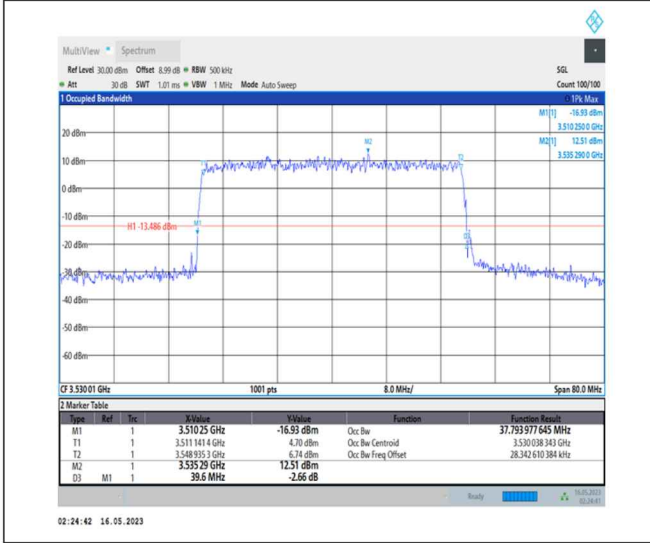 MultiView Spectrum
Ref Level 30.00 dBm Offset 8.99 dB RBW 500 kHz SGL
Att 30 dB SWT 1.01 ms VBW 1 MHz Mode Auto Sweep Count 100/100
1 Occupied Bandwidth 1Pk Max
M1[1] -16.93 dBm
3.510 250 0 GHz
M2[1] 12.51 dBm
3.535 290 0 GHz
20 dBm
M2
10 dBm
T1
T2
0 dBm
-10 dBm
H1 -13.486 dBm
M1
D3
-20 dBm
-30 dBm
-40 dBm
-50 dBm
-60 dBm
CF 3.530 01 GHz 1001 pts 8.0 MHz/ Span 80.0 MHz
2 Marker Table
Type Ref Trc X-Value Y-Value Function Function Result
M1 1 3.510 25 GHz -16.93 dBm Occ Bw 37.793 977 645 MHz
T1 1 3.511 141 4 GHz 4.70 dBm Occ Bw Centroid 3.530 038 343 GHz
T2 1 3.548 935 3 GHz 6.74 dBm Occ Bw Freq Offset 28.342 610 384 kHz
M2 1 3.535 29 GHz 12.51 dBm
D3 M1 1 39.6 MHz -2.66 dB
Ready 16.05.2023
02:24:41
02:24:42 16.05.2023